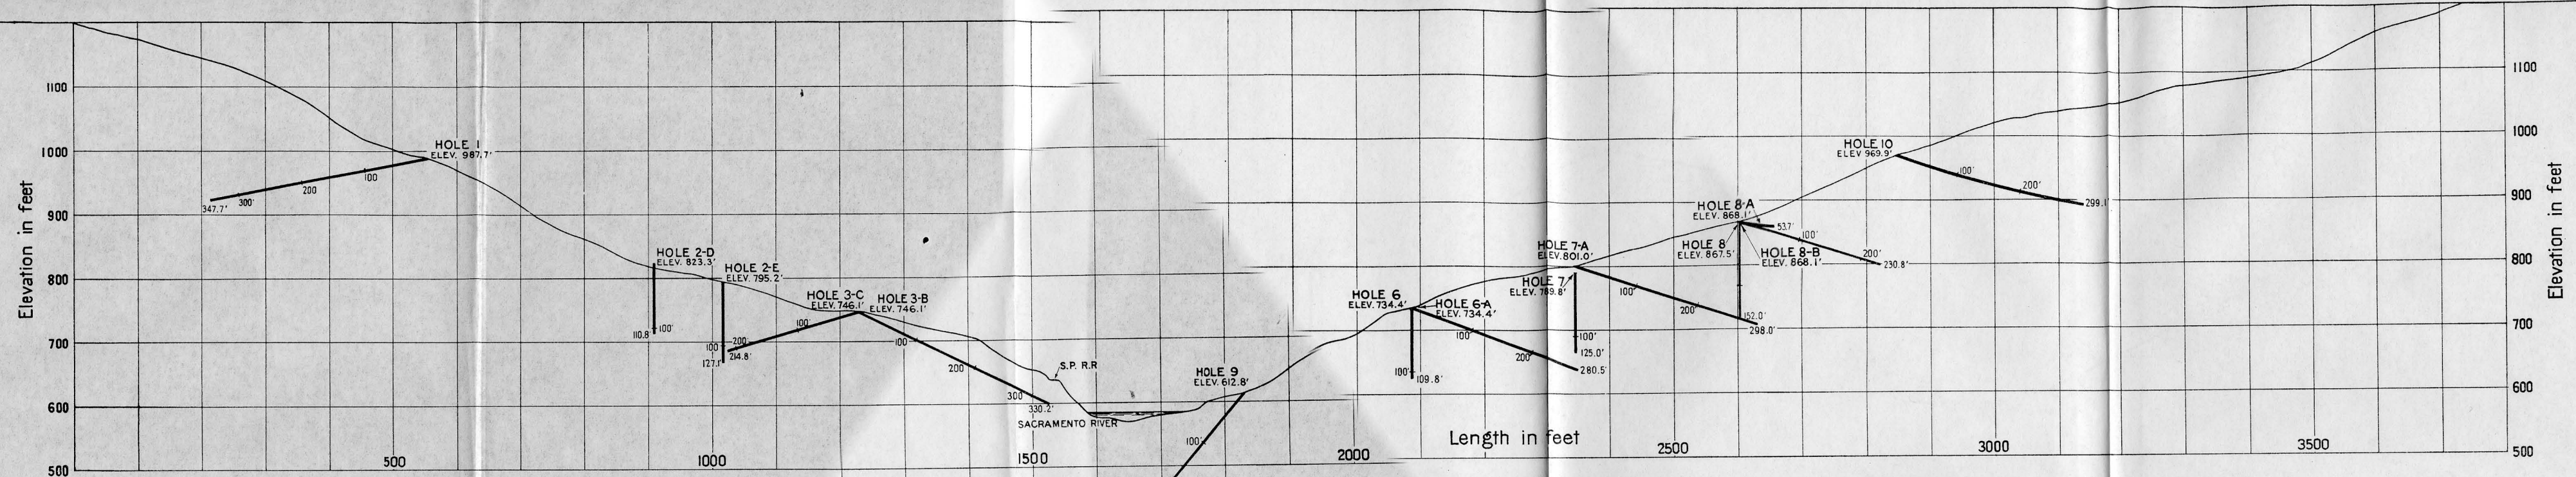 Elevation in feet
1100
1000
900
800
700
600
500
HOLE 1
ELEV. 987.7'
100
200
300'
347.7'
HOLE 2-D
ELEV. 823.3'
100'
110.8'
HOLE 2-E
ELEV. 795.2'
100
127.1'
HOLE 3-C
ELEV. 746.1'
100'
200'
214.8'
HOLE 3-B
ELEV. 746.1'
100
200
300
330.2'
S.P. R.R
SACRAMENTO RIVER
HOLE 9
ELEV. 612.8'
100'
HOLE 6
ELEV. 734.4'
100'
109.8'
HOLE 6-A
ELEV. 734.4'
100'
200'
280.5'
HOLE 7-A
ELEV. 801.0'
100'
200'
298.0'
HOLE 7
ELEV. 789.8'
100'
125.0'
HOLE 8-A
ELEV. 868.1'
53.7'
HOLE 8
ELEV. 867.5'
152.0'
HOLE 8-B
ELEV. 868.1'
100'
200'
230.8'
HOLE 10
ELEV 969.9'
100'
200'
299.1'
500
1000
1500
2000
2500
3000
3500
Length in feet
1100
1000
900
800
700
600
500
Elevation in feet